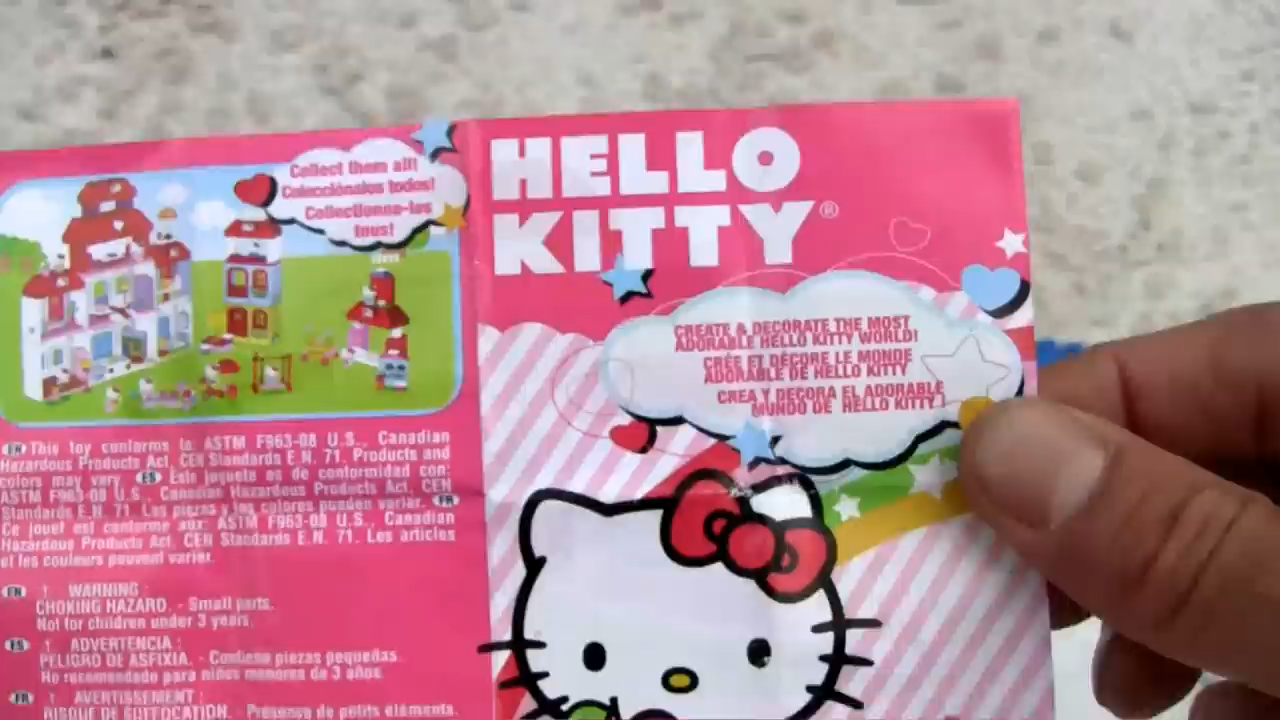 Collect them all!
Colecciónalos todos!
Collectionne-les
tous!
EN This toy conforms to ASTM F963-08 U.S., Canadian
Hazardous Products Act, CEN Standards E.N. 71. Products and
colors may vary. ES Este juguete es de conformidad con:
ASTM F963-08 U.S., Canadian Hazardous Products Act, CEN
Standards E.N. 71. Las piezas y los colores pueden variar. FR
Ce jouet est conforme aux: ASTM F963-08 U.S., Canadian
Hazardous Products Act, CEN Standards E.N. 71. Les articles
et les couleurs peuvent varier.
EN ! WARNING:
CHOKING HAZARD. - Small parts.
Not for children under 3 years.
ES ! ADVERTENCIA:
PELIGRO DE ASFIXIA. - Contiene piezas pequeñas.
No recomendado para niños menores de 3 años
FR ! AVERTISSEMENT:
RISQUE DE SUFFOCATION. - Présence de petits éléments.
HELLO
KITTY®
CREATE & DECORATE THE MOST
ADORABLE HELLO KITTY WORLD!
CRÉE ET DÉCORE LE MONDE
ADORABLE DE HELLO KITTY
CREA Y DECORA EL ADORABLE
MUNDO DE HELLO KITTY!